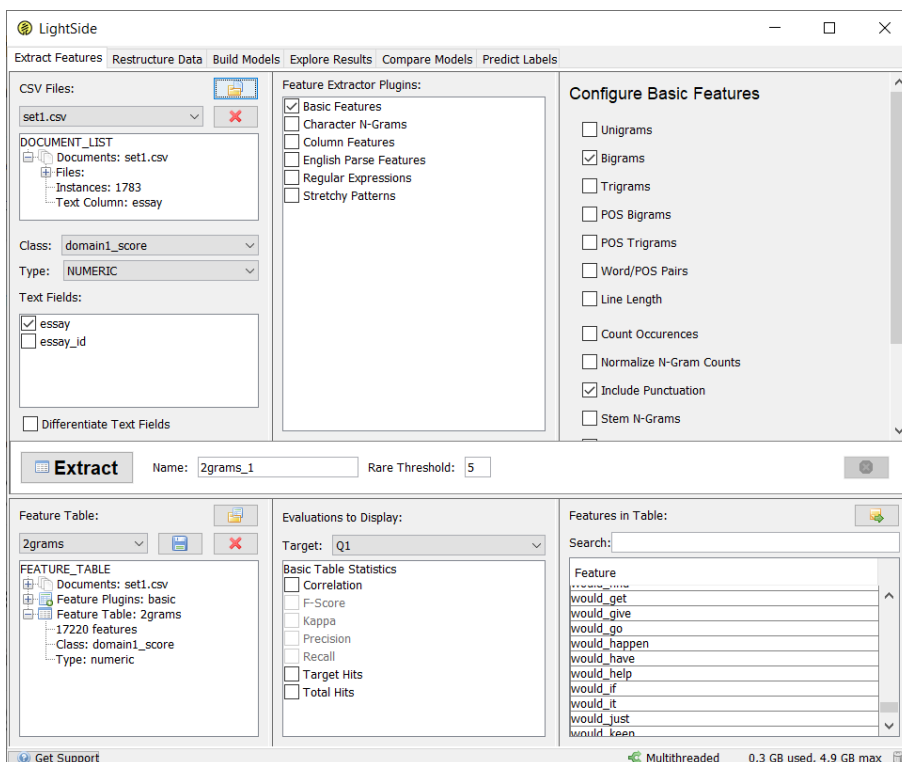 LightSide
Extract Features Restructure Data Build Models Explore Results Compare Models Predict Labels
CSV Files:
set1.csv
DOCUMENT_LIST
Documents: set1.csv
Files:
Instances: 1783
Text Column: essay
Class: domain1_score
Type: NUMERIC
Text Fields:
essay
essay_id
Differentiate Text Fields
Feature Extractor Plugins:
Basic Features
Character N-Grams
Column Features
English Parse Features
Regular Expressions
Stretchy Patterns
Configure Basic Features
Unigrams
Bigrams
Trigrams
POS Bigrams
POS Trigrams
Word/POS Pairs
Line Length
Count Occurences
Normalize N-Gram Counts
Include Punctuation
Stem N-Grams
Extract Name: 2grams_1 Rare Threshold: 5
Feature Table:
2grams
FEATURE_TABLE
Documents: set1.csv
Feature Plugins: basic
Feature Table: 2grams
17220 features
Class: domain1_score
Type: numeric
Evaluations to Display:
Target: Q1
Basic Table Statistics
Correlation
F-Score
Kappa
Precision
Recall
Target Hits
Total Hits
Features in Table:
Search:
Feature
would_get
would_give
would_go
would_happen
would_have
would_help
would_if
would_it
would_just
would_keep
Get Support Multithreaded 0.3 GB used, 4.9 GB max